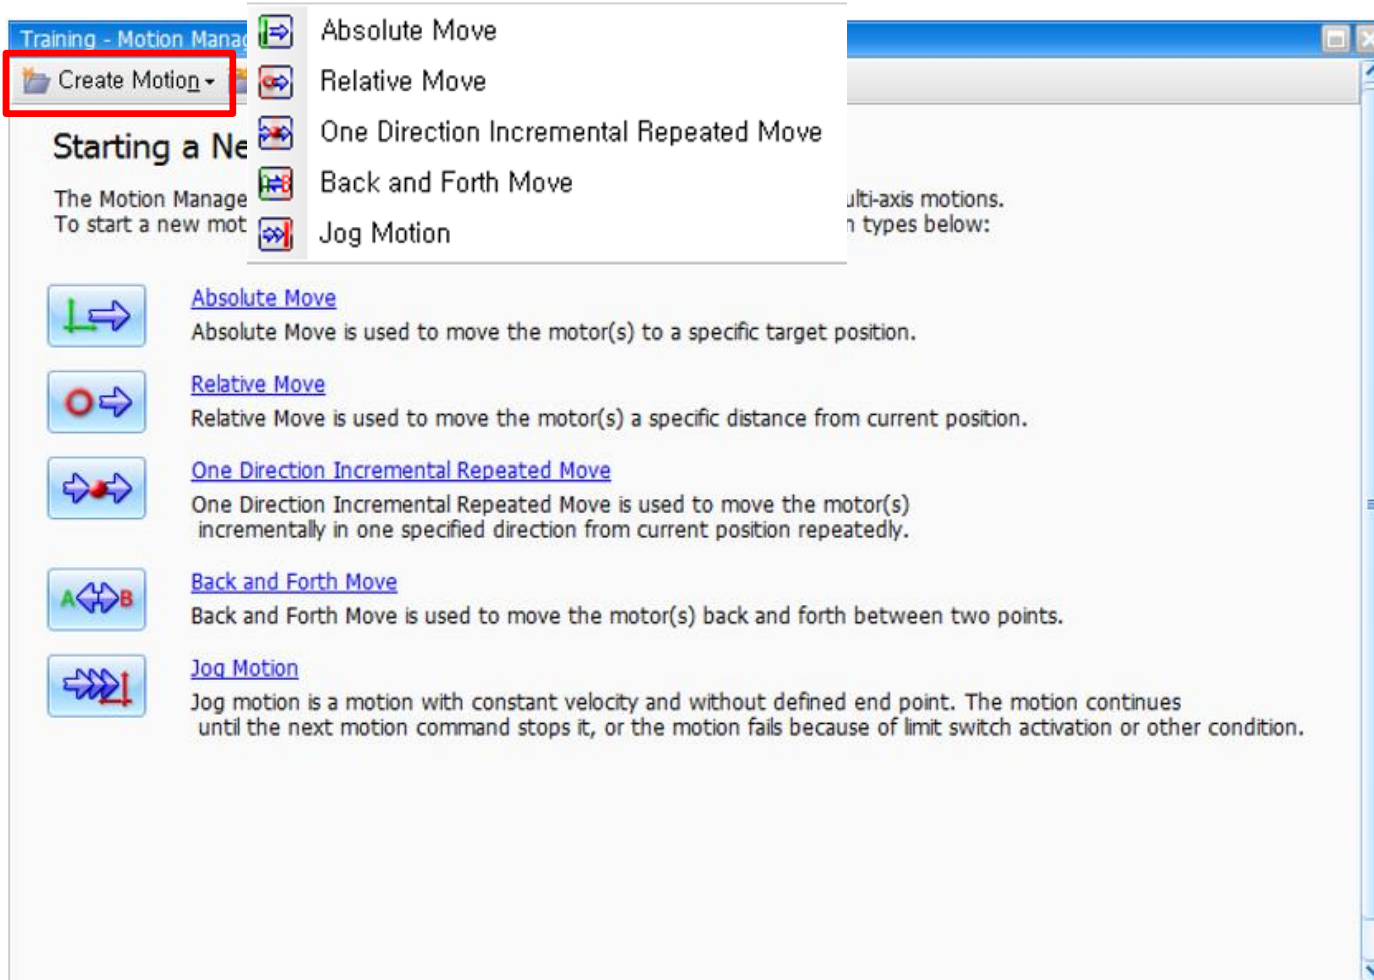 Training - Motion Manag
Create Motion
Absolute Move
Relative Move
One Direction Incremental Repeated Move
Back and Forth Move
Jog Motion
Starting a Ne
The Motion Manage ulti-axis motions.
To start a new mot types below:
Absolute Move
Absolute Move is used to move the motor(s) to a specific target position.
Relative Move
Relative Move is used to move the motor(s) a specific distance from current position.
One Direction Incremental Repeated Move
One Direction Incremental Repeated Move is used to move the motor(s)
incrementally in one specified direction from current position repeatedly.
A B
Back and Forth Move
Back and Forth Move is used to move the motor(s) back and forth between two points.
Jog Motion
Jog motion is a motion with constant velocity and without defined end point. The motion continues
until the next motion command stops it, or the motion fails because of limit switch activation or other condition.